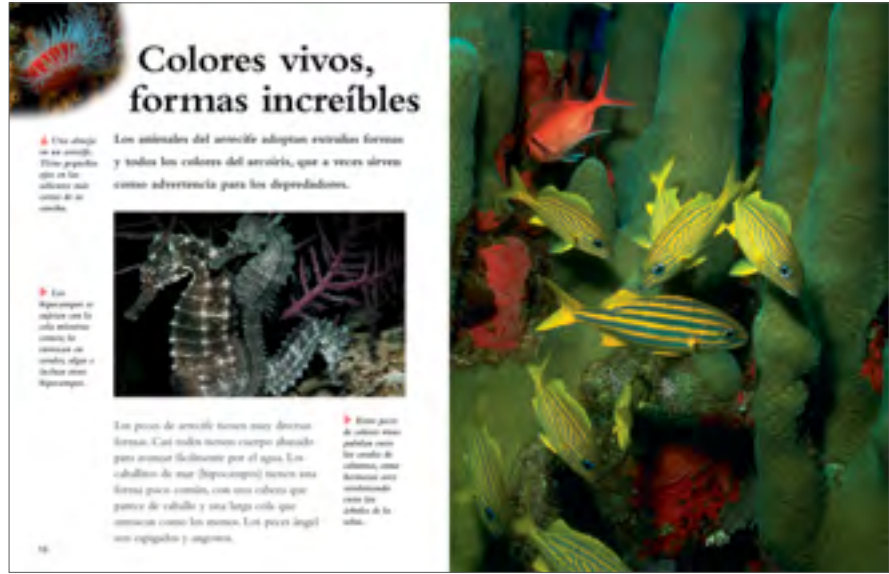 Colores vivos,
formas increíbles
Los animales del arrecife adoptan extrañas formas
y todos los colores del arcoíris, que a veces sirven
como advertencia para los depredadores.
Una almeja
en un arrecife.
Tiene pequeños
ojos en los
salientes más
cerca de su
concha.
Los
hipocampos se
sujetan con la
cola mientras
comen; la
enroscan en
corales, algas e
incluso otros
hipocampos.
Los peces de arrecife tienen muy diversas
formas. Casi todos tienen cuerpo ahusado
para avanzar fácilmente por el agua. Los
caballitos de mar (hipocampos) tienen una
forma poco común, con una cabeza que
parece de caballo y una larga cola que
enroscan como los monos. Los peces ángel
son espigados y angostos.
Estos peces
de colores vivos
nadan entre
los corales de
columnas, como
hermosas aves
revoloteando
entre los
árboles de la
selva.